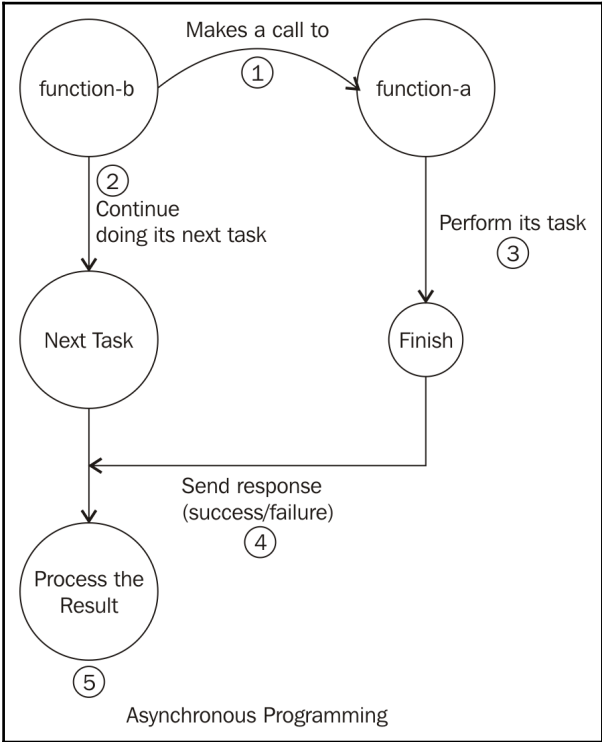 Makes a call to
1
function-b
function-a
2
Continue
doing its next task
Perform its task
3
Next Task
Finish
Send response
(success/failure)
4
Process the
Result
5
Asynchronous Programming